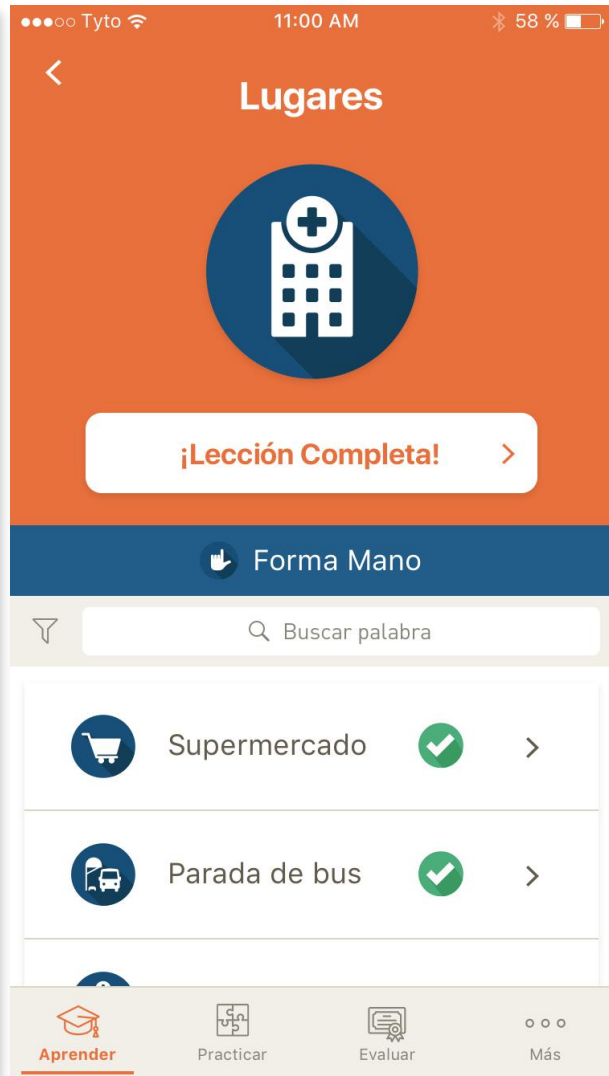 Tyto 11:00 AM 58 %
Lugares
¡Lección Completa!
Forma Mano
Buscar palabra
Supermercado
Parada de bus
Aprender Practicar Evaluar Más